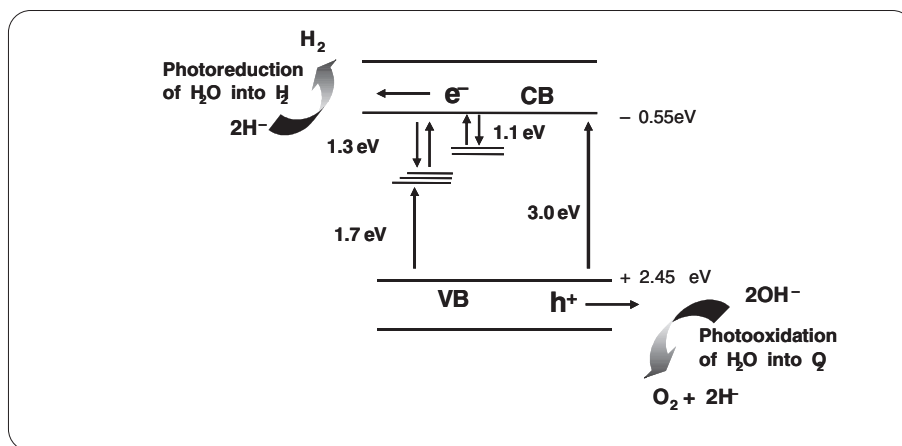 H₂
Photoreduction
of H₂O into H₂
2H⁻
e⁻ CB
− 0.55eV
1.3 eV
1.1 eV
3.0 eV
1.7 eV
+ 2.45 eV
VB
h⁺
2OH⁻
Photooxidation
of H₂O into O₂
O₂ + 2H⁻